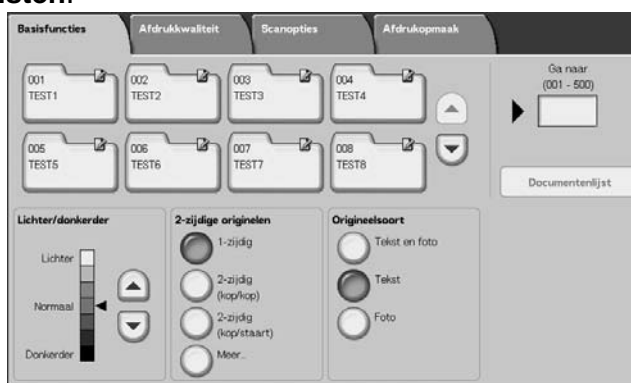 sten.
Basisfuncties Afdrukkwaliteit Scanopties Afdrukopmaak
001 002 003 004
TEST1 TEST2 TEST3 TEST4
005 006 007 008
TEST5 TEST6 TEST7 TEST8
Ga naar
(001 - 500)
Documentenlijst
Lichter/donkerder
Lichter
Normaal
Donkerder
2-zijdige originelen
1-zijdig
2-zijdig
(kop/kop)
2-zijdig
(kop/staart)
Meer...
Origineelsoort
Tekst en foto
Tekst
Foto